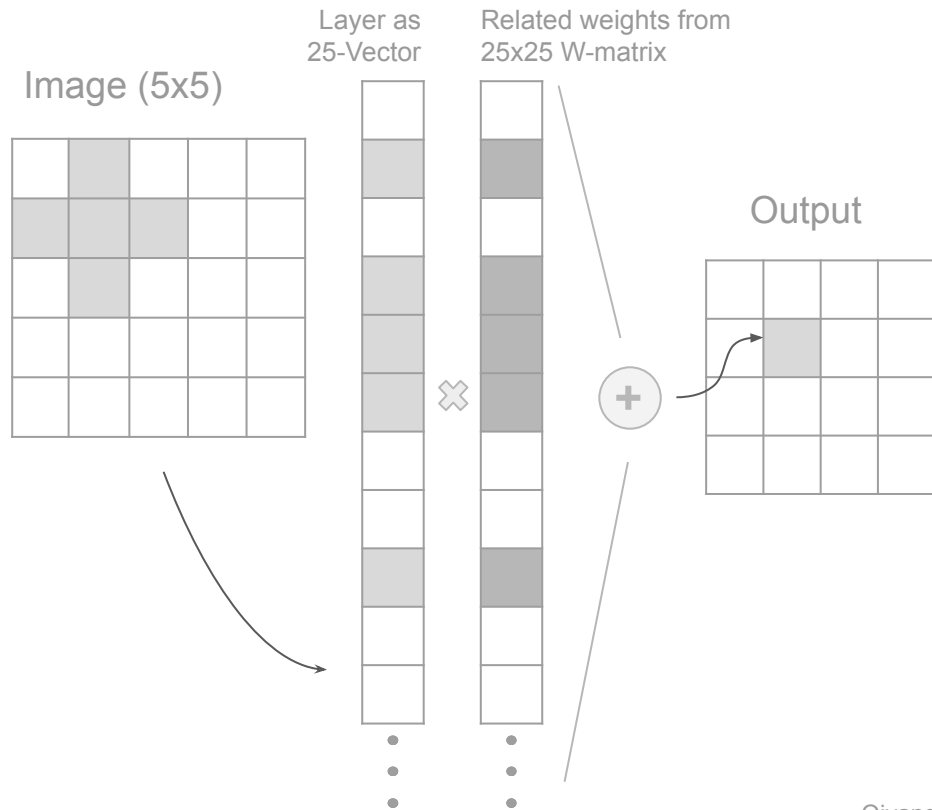 Layer as
25-Vector
Related weights from
25x25 W-matrix
Image (5x5)
Output